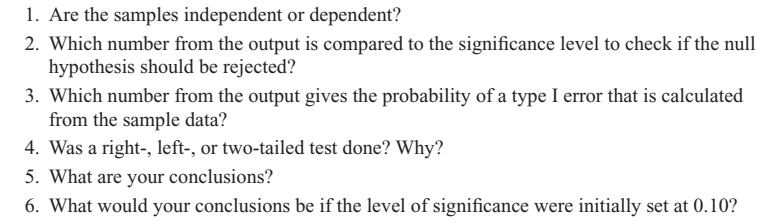 1. Are the samples independent or dependent?
2. Which number from the output is compared to the significance level to check if the null
hypothesis should be rejected?
3. Which number from the output gives the probability of a type I error that is calculated
from the sample data?
4. Was a right-, left-, or two-tailed test done? Why?
5. What are your conclusions?
6. What would your conclusions be if the level of significance were initially set at 0.10?